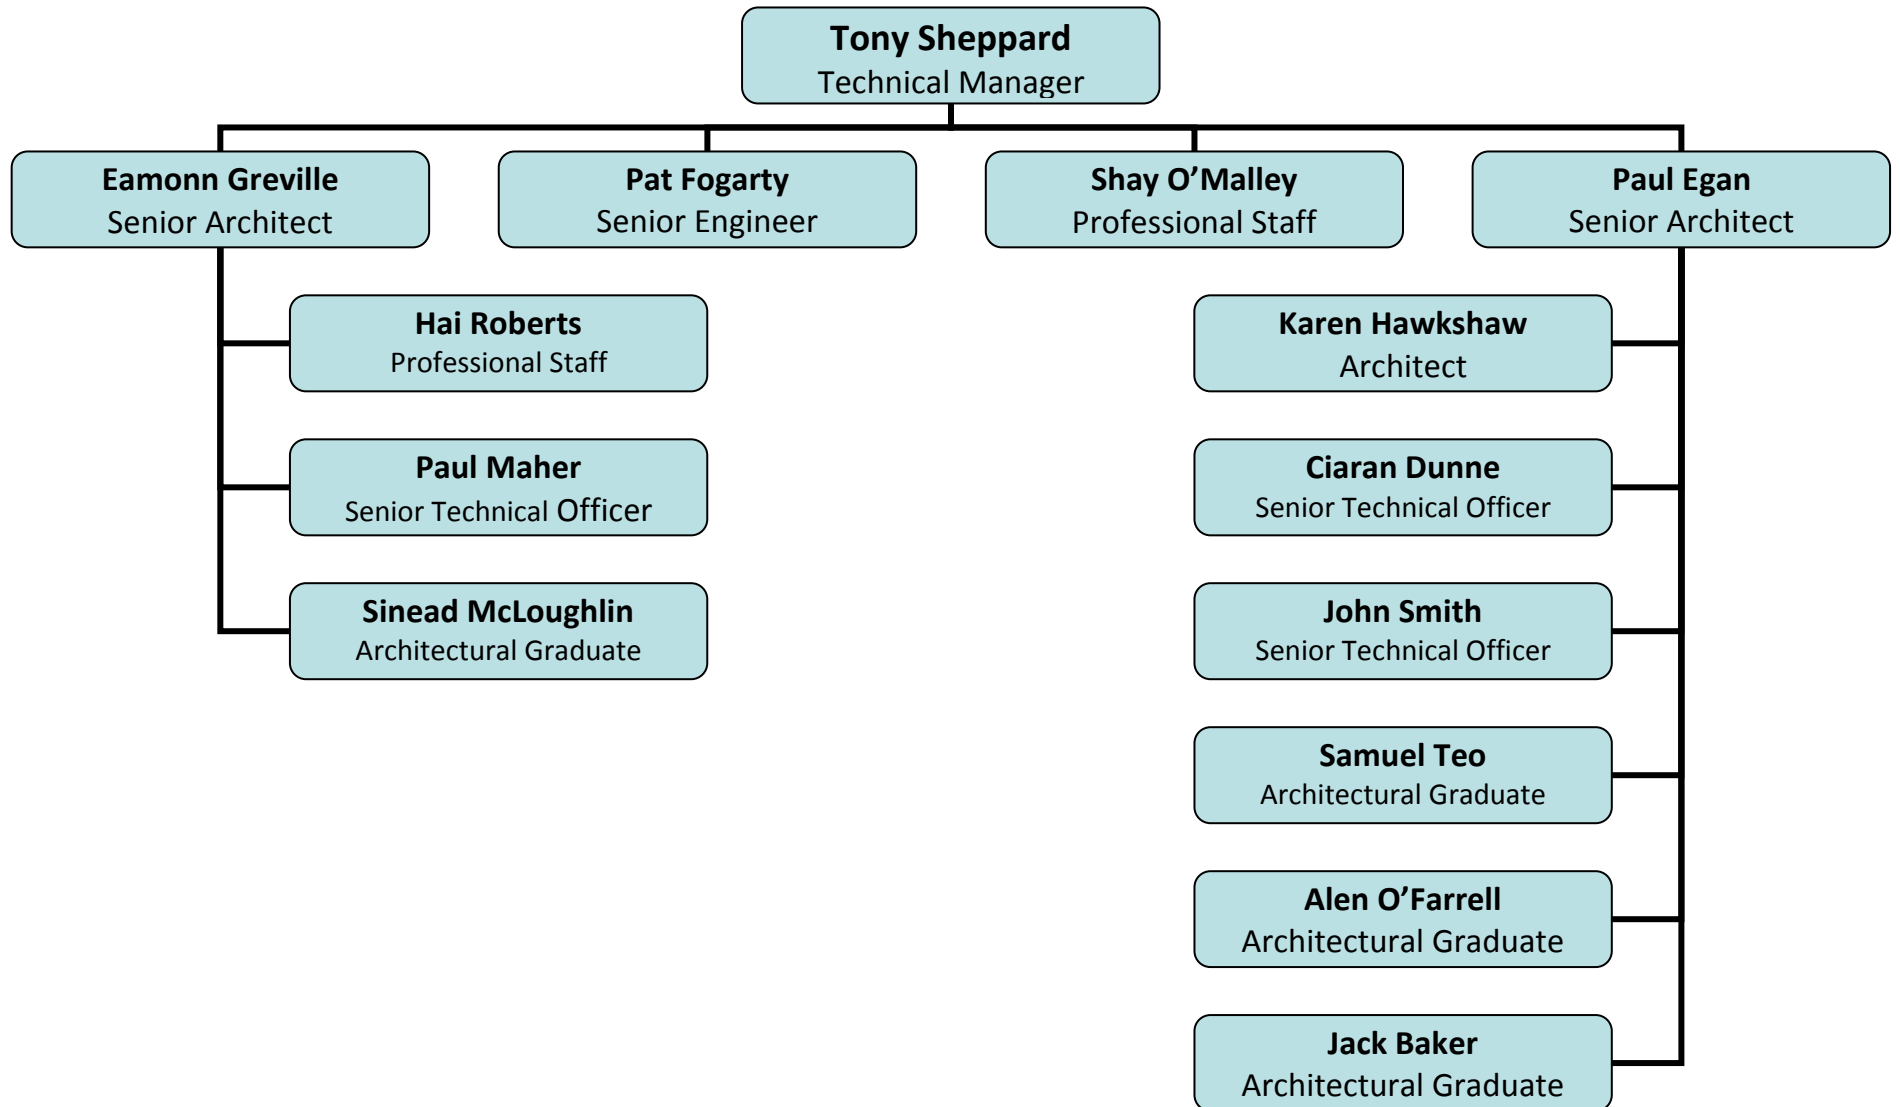 Tony Sheppard
Technical Manager
Eamonn Greville
Senior Architect
Pat Fogarty
Senior Engineer
Shay O’Malley
Professional Staff
Paul Egan
Senior Architect
Hai Roberts
Professional Staff
Paul Maher
Senior Technical Officer
Sinead McLoughlin
Architectural Graduate
Karen Hawkshaw
Architect
Ciaran Dunne
Senior Technical Officer
John Smith
Senior Technical Officer
Samuel Teo
Architectural Graduate
Alen O’Farrell
Architectural Graduate
Jack Baker
Architectural Graduate